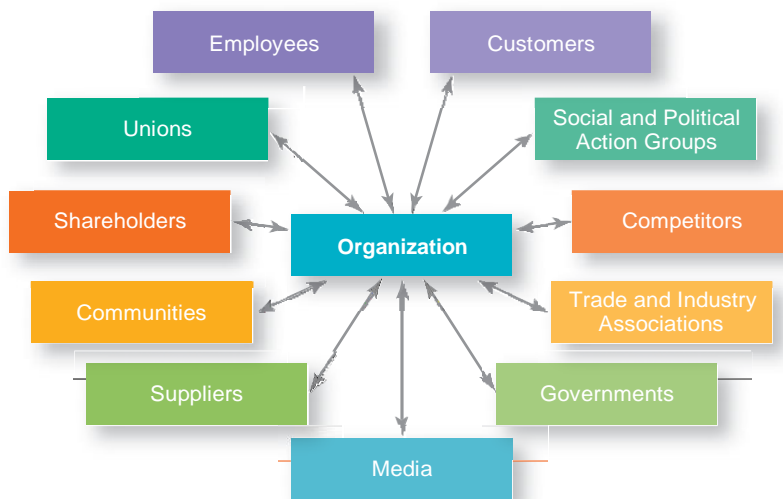 Employees
Customers
Unions
Social and Political
Action Groups
Shareholders
Competitors
Organization
Communities
Trade and Industry
Associations
Suppliers
Governments
Media